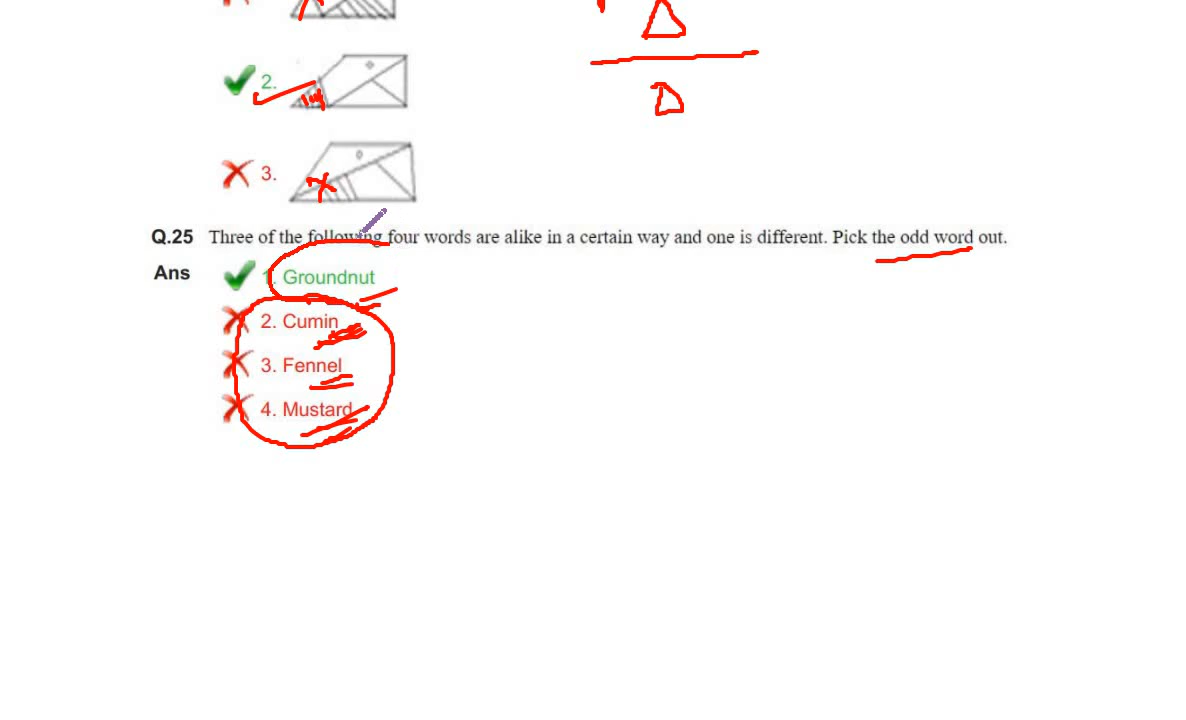 2.
3.
Q.25 Three of the following four words are alike in a certain way and one is different. Pick the odd word out.
Ans 1. Groundnut
2. Cumin
3. Fennel
4. Mustard